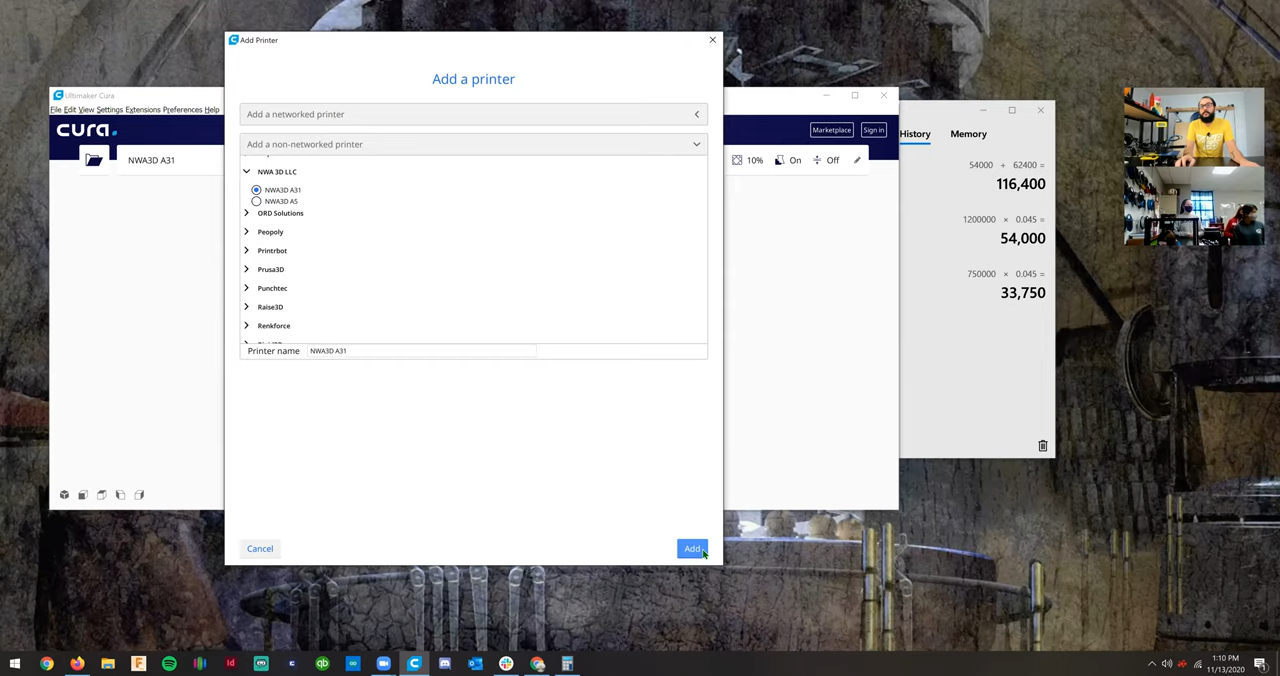 Add Printer
Add a printer
Add a networked printer
Add a non-networked printer
NWA 3D LLC
NWA3D A31
NWA3D A5
ORD Solutions
Peopoly
Printrbot
Prusa3D
Punchtec
Raise3D
Renkforce
Printer name NWA3D A31
Cancel
Add
Ultimaker Cura
File Edit View Settings Extensions Preferences Help
cura.
Marketplace
Sign in
NWA3D A31
10%
On
Off
History
Memory
54000 + 62400 =
116,400
1200000 × 0.045 =
54,000
750000 × 0.045 =
33,750
1:10 PM
11/13/2020